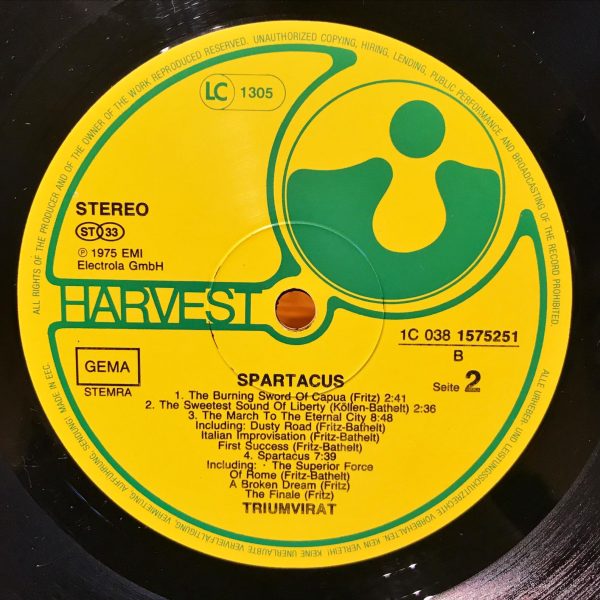 ALL RIGHTS OF THE PRODUCER AND OF THE OWNER OF THE WORK REPRODUCED RESERVED. UNAUTHORIZED COPYING, HIRING, LENDING, PUBLIC PERFORMANCE AND BROADCASTING OF THE RECORD PROHIBITED.
LC 1305
STEREO
ST 33
℗ 1975 EMI
Electrola GmbH
HARVEST
1C 038 1575251
B
GEMA
STEMRA
Seite 2
SPARTACUS
1. The Burning Sword Of Capua (Fritz) 2:41
2. The Sweetest Sound Of Liberty (Köllen-Bathelt) 2:36
3. The March To The Eternal City 8:48
Including: Dusty Road (Fritz-Bathelt)
Italian Improvisation (Fritz-Bathelt)
First Success (Fritz-Bathelt)
4. Spartacus 7:39
Including: · The Superior Force
Of Rome (Fritz-Bathelt)
A Broken Dream (Fritz)
The Finale (Fritz)
TRIUMVIRAT
ALLE URHEBER- UND LEISTUNGSSCHUTZRECHTE VORBEHALTEN. KEIN VERLEIH! KEINE UNERLAUBTE VERVIELFÄLTIGUNG, VERMIETUNG, AUFFÜHRUNG, SENDUNG! MADE IN EEC.